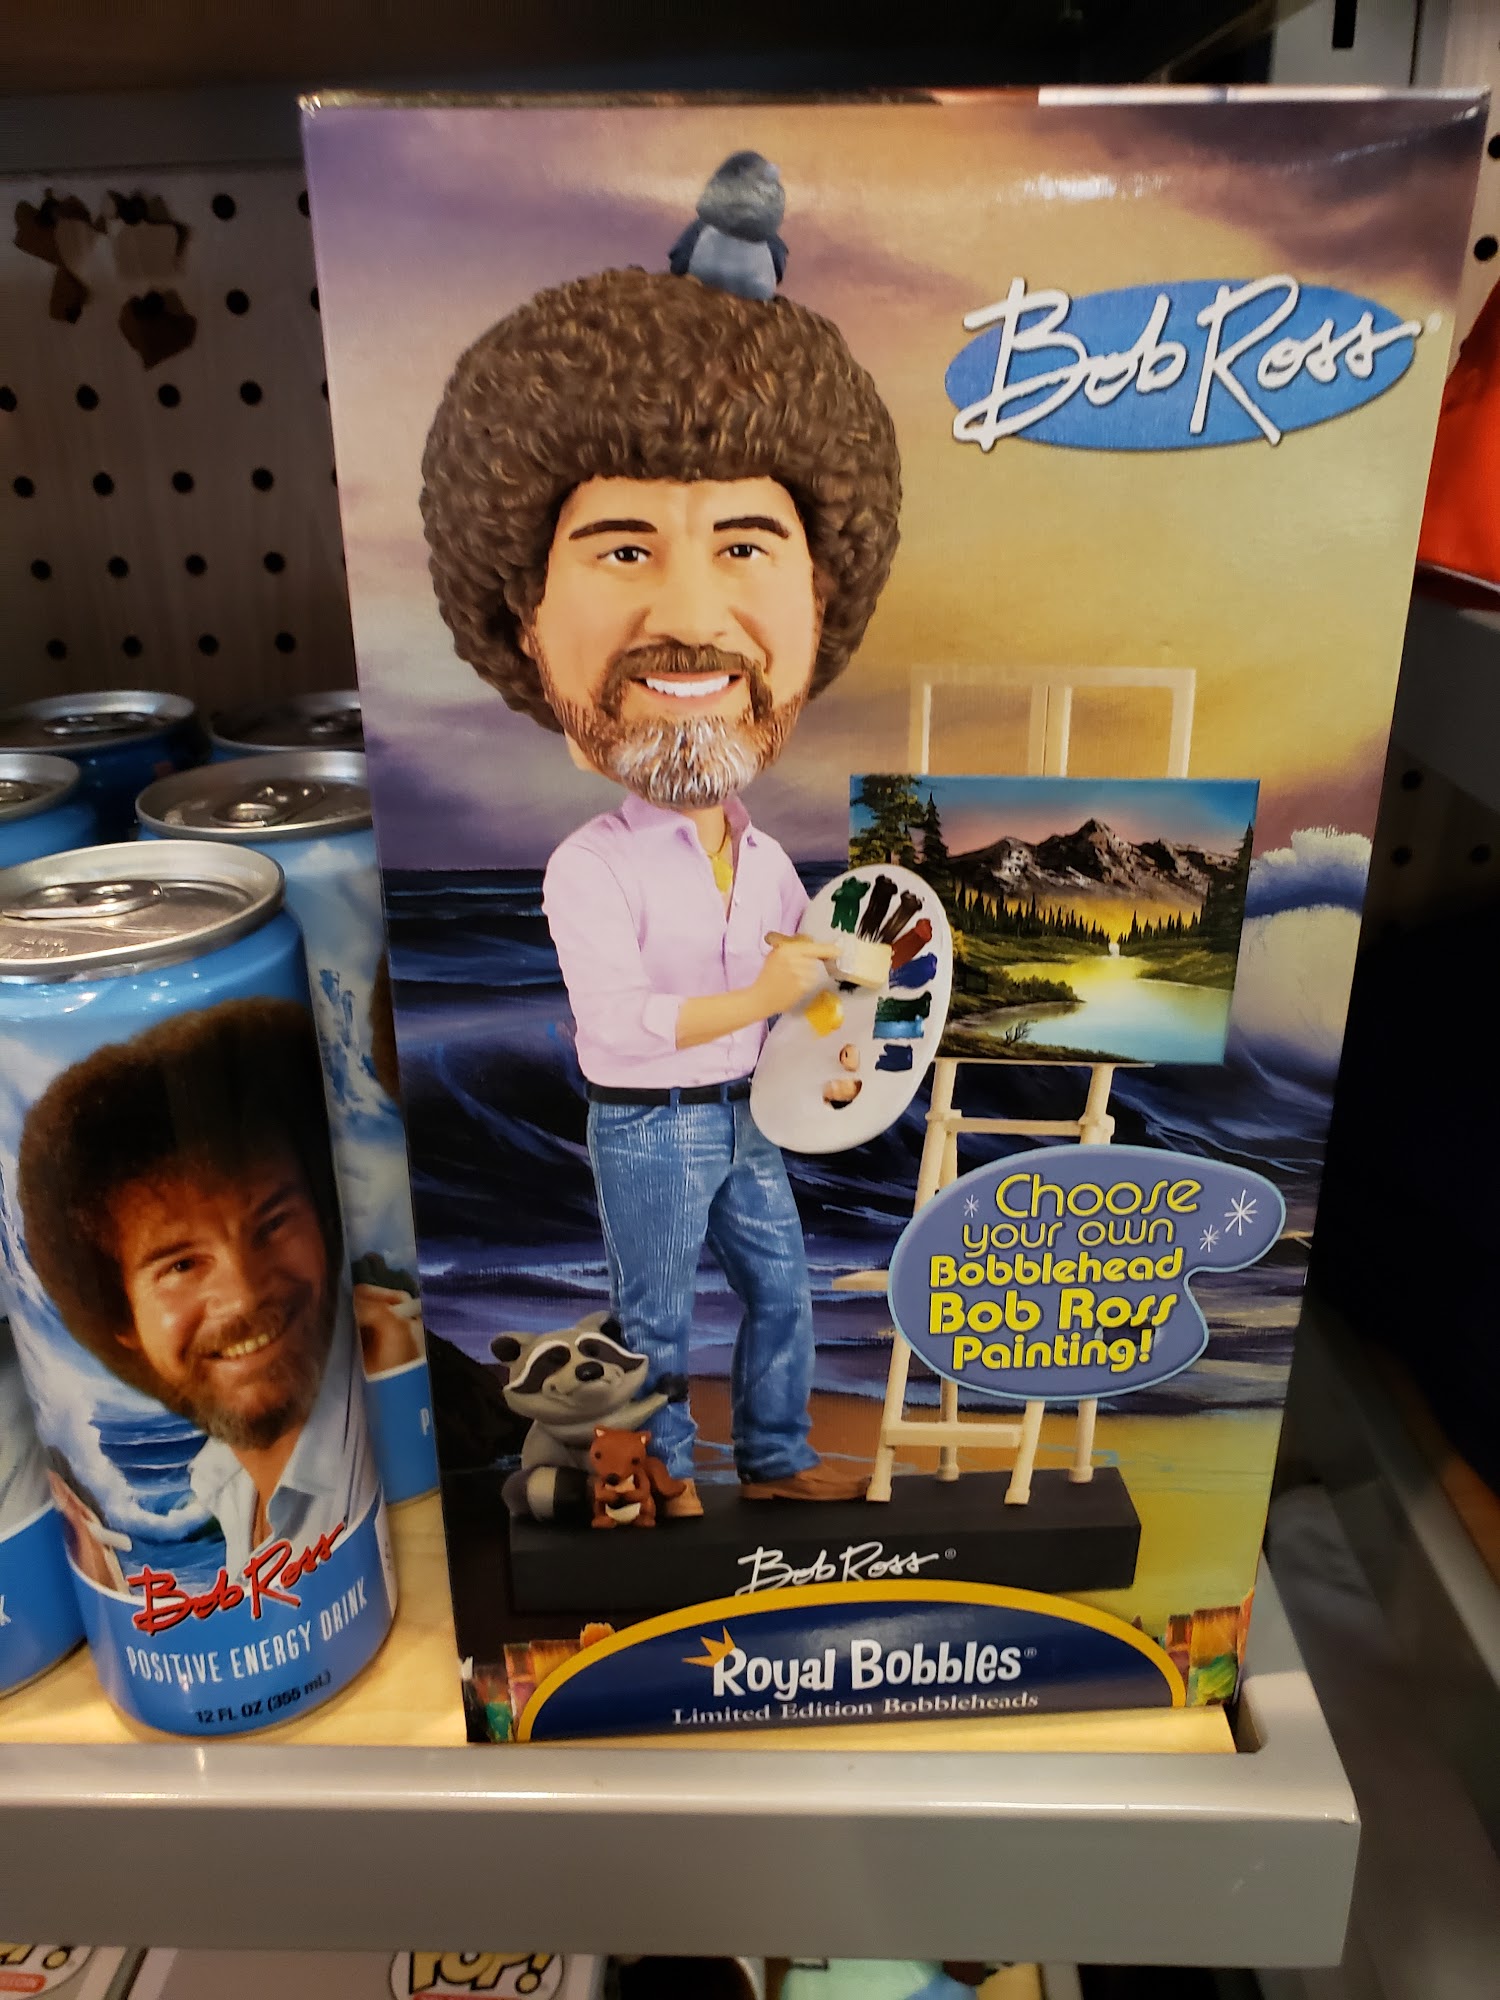 Bob Ross®
Choose
your own
Bobblehead
Bob Ross
Painting!
Bob Ross®
Royal Bobbles®
Limited Edition Bobbleheads
Bob Ross
POSITIVE ENERGY DRINK
12 FL OZ (355 mL)
P
K
POP!